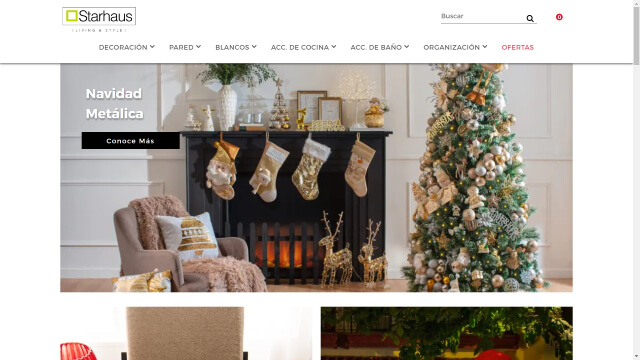 Starhaus
LIVING & STYLE
Buscar
0
DECORACIÓN
PARED
BLANCOS
ACC. DE COCINA
ACC. DE BAÑO
ORGANIZACIÓN
OFERTAS
Navidad
Metálica
Conoce Más